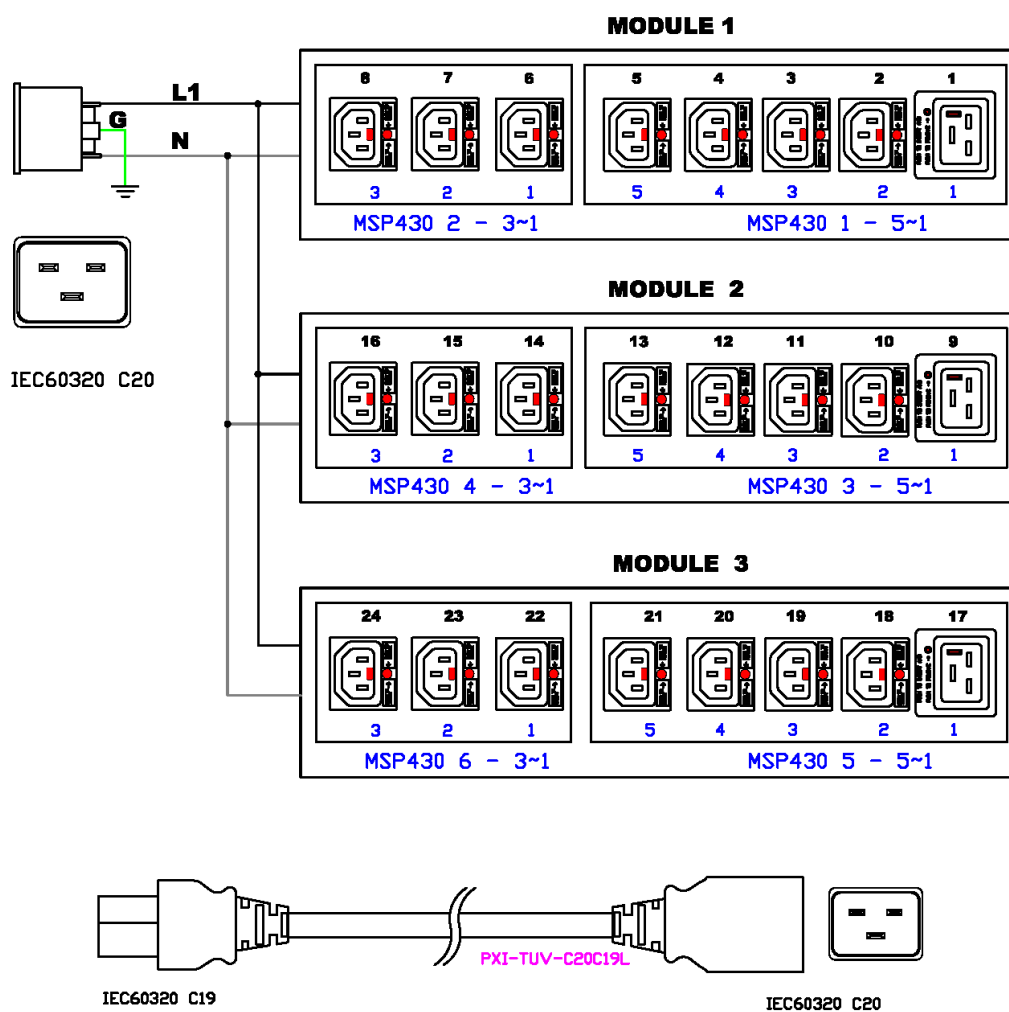 MODULE 1
8 7 6 5 4 3 2 1
L1
G
N
3 2 1 5 4 3 2 1
MSP430 2 - 3~1 MSP430 1 - 5~1
MODULE 2
16 15 14 13 12 11 10 9
IEC60320 C20
3 2 1 5 4 3 2 1
MSP430 4 - 3~1 MSP430 3 - 5~1
MODULE 3
24 23 22 21 20 19 18 17
3 2 1 5 4 3 2 1
MSP430 6 - 3~1 MSP430 5 - 5~1
PXI-TUV-C20C19L
IEC60320 C19
IEC60320 C20